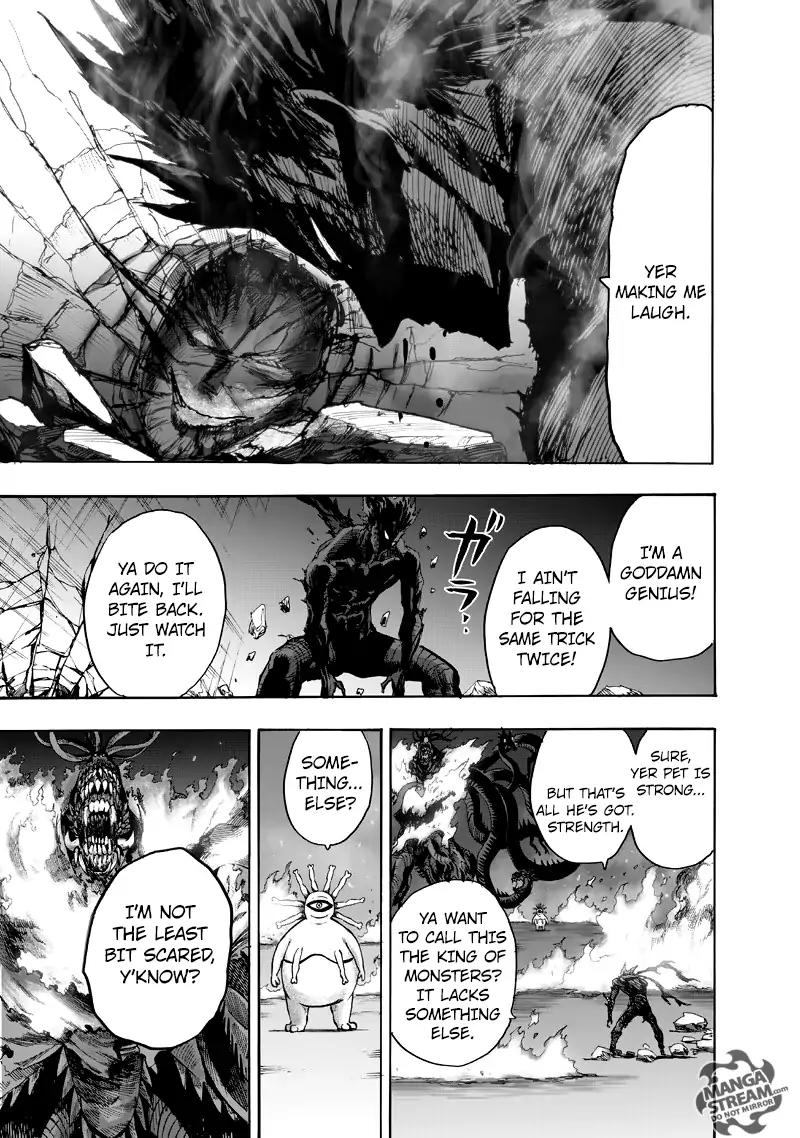 YER
MAKING ME
LAUGH.
I'M A
GODDAMN
GENIUS!
I AIN'T
FALLING
FOR THE
SAME TRICK
TWICE!
ガ
YA DO IT
AGAIN, I'LL
BITE BACK.
JUST WATCH
IT.
SURE,
YER PET IS
STRONG...
BUT THAT'S
ALL HE'S GOT.
STRENGTH.
YA WANT
TO CALL THIS
THE KING OF
MONSTERS?
IT LACKS
SOMETHING
ELSE.
SOME-
THING...
ELSE?
I'M NOT
THE LEAST
BIT SCARED,
Y'KNOW?
MANGA
STREAM.com
DO NOT MIRROR